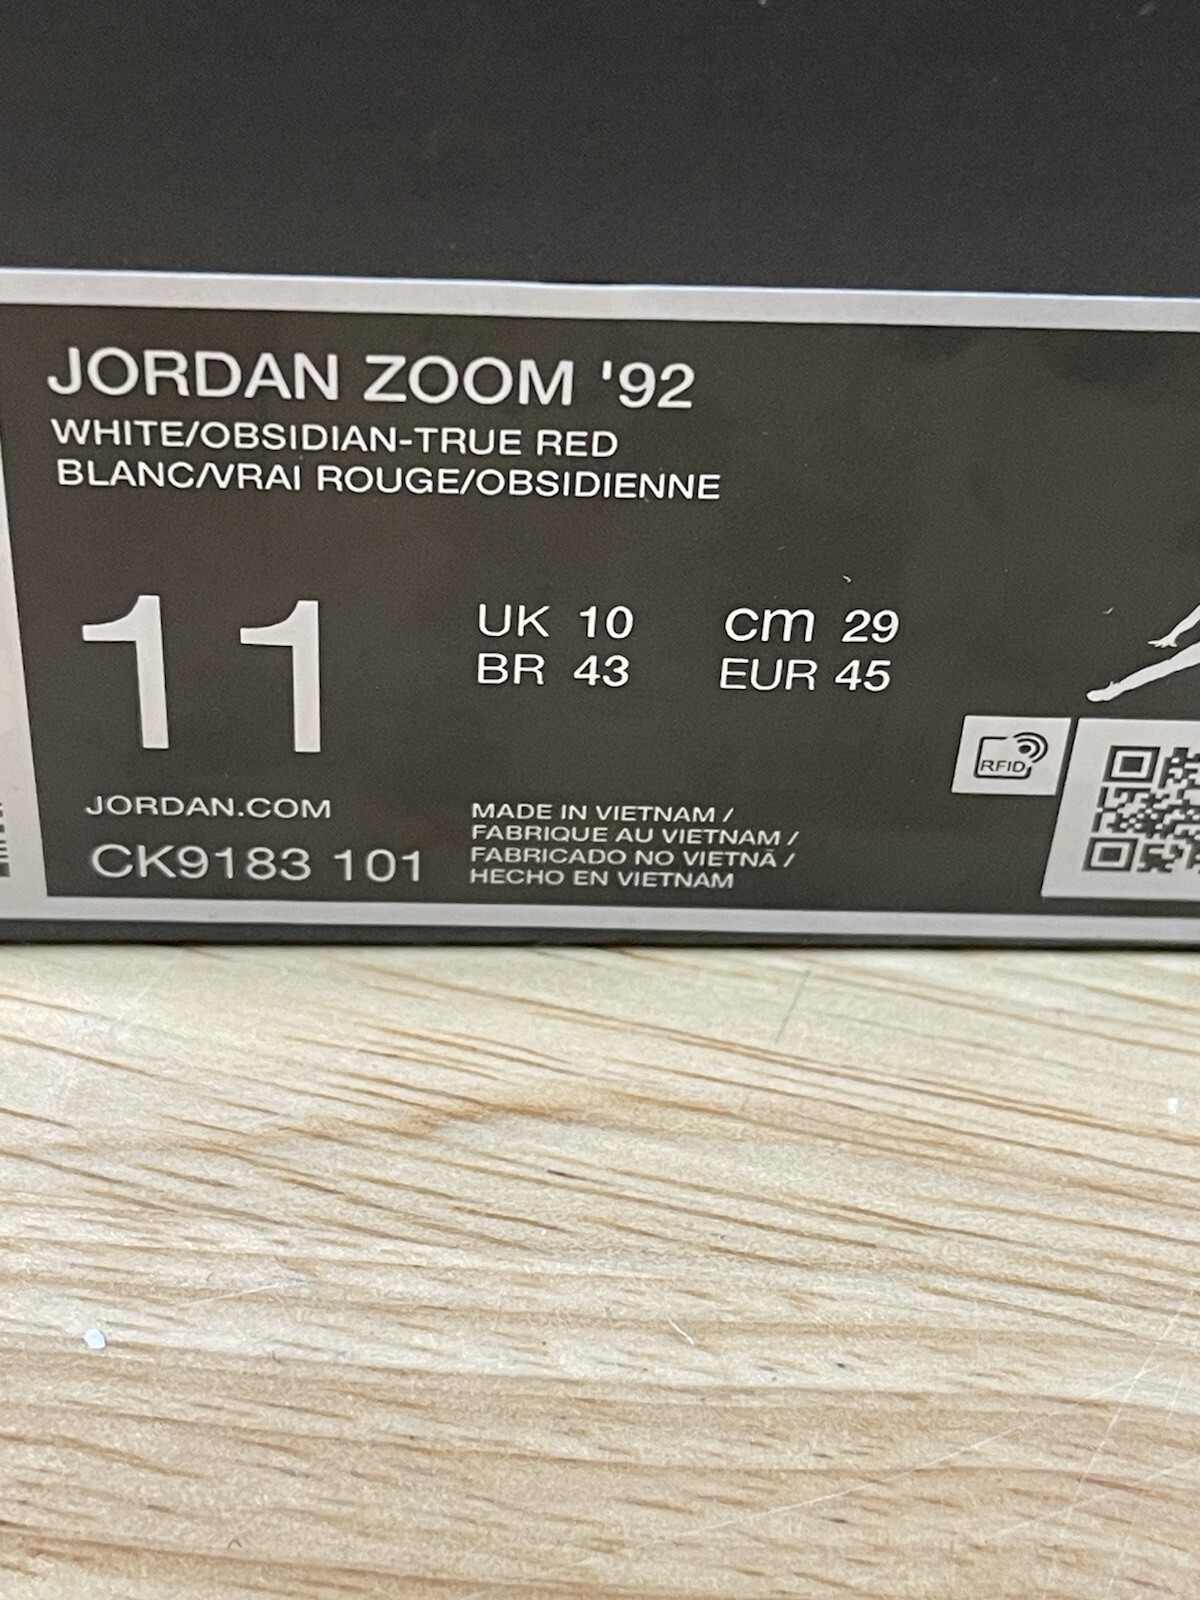 JORDAN ZOOM '92
WHITE/OBSIDIAN-TRUE RED
BLANC/VRAI ROUGE/OBSIDIENNE
11
UK 10
BR 43
cm 29
EUR 45
RFID
JORDAN.COM
CK9183 101
MADE IN VIETNAM /
FABRIQUE AU VIETNAM /
FABRICADO NO VIETNÃ /
HECHO EN VIETNAM